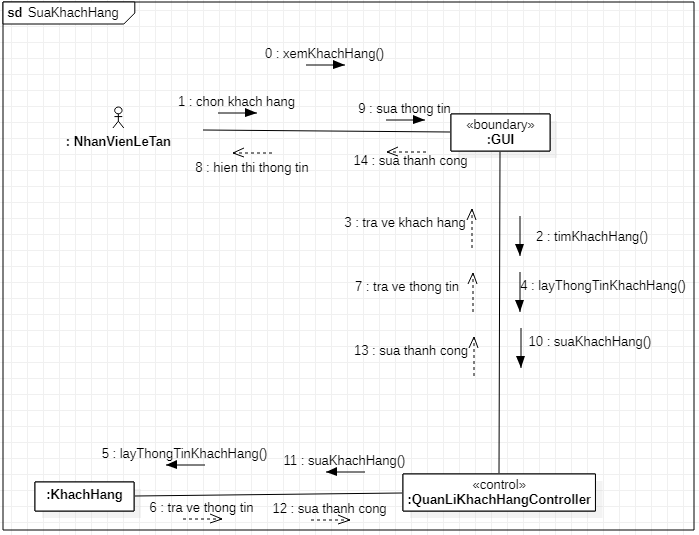 sd SuaKhachHang
0 : xemKhachHang()
1 : chon khach hang
9 : sua thong tin
«boundary»
:GUI
: NhanVienLeTan
8 : hien thi thong tin
14 : sua thanh cong
3 : tra ve khach hang
2 : timKhachHang()
7 : tra ve thong tin
4 : layThongTinKhachHang()
13 : sua thanh cong
10 : suaKhachHang()
5 : layThongTinKhachHang()
11 : suaKhachHang()
:KhachHang
«control»
:QuanLiKhachHangController
6 : tra ve thong tin
12 : sua thanh cong